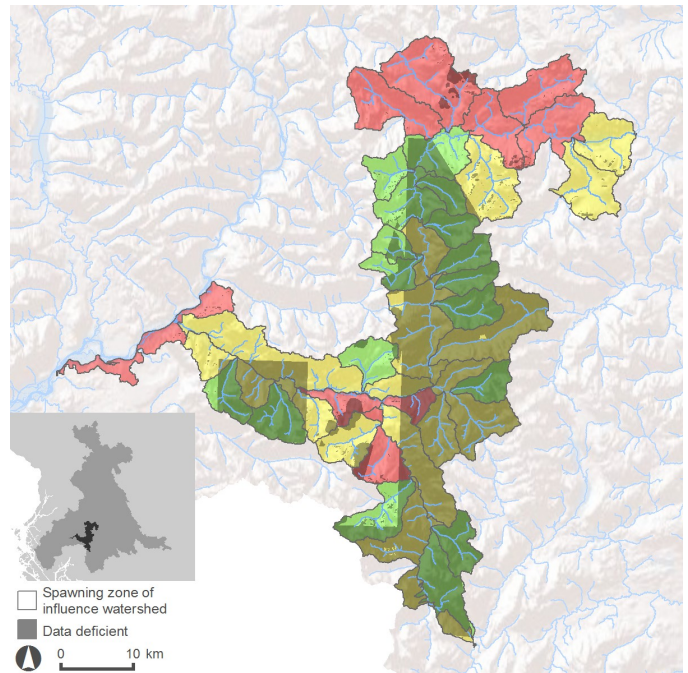 Spawning zone of
influence watershed
Data deficient
0 10 km